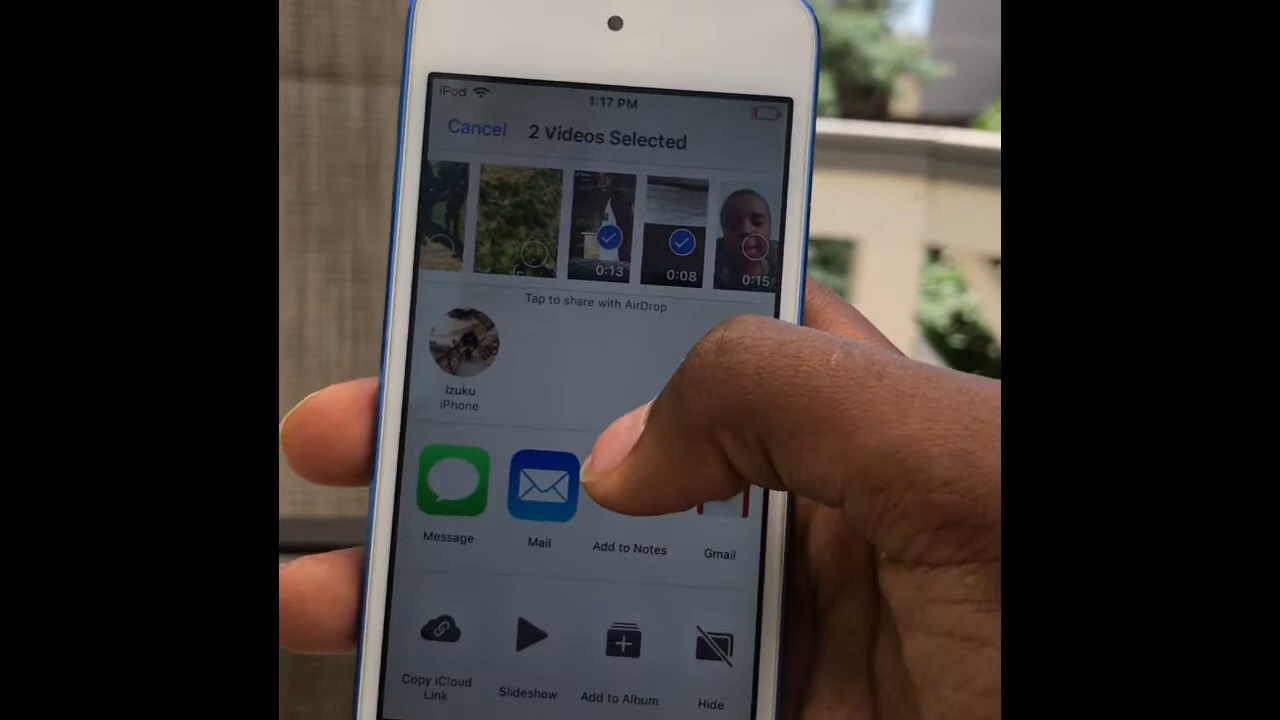 iPod
1:17 PM
Cancel
2 Videos Selected
0:13
0:08
0:15
Tap to share with AirDrop
Izuku
iPhone
Message
Mail
Add to Notes
Gmail
Copy iCloud
Link
Slideshow
Add to Album
Hide